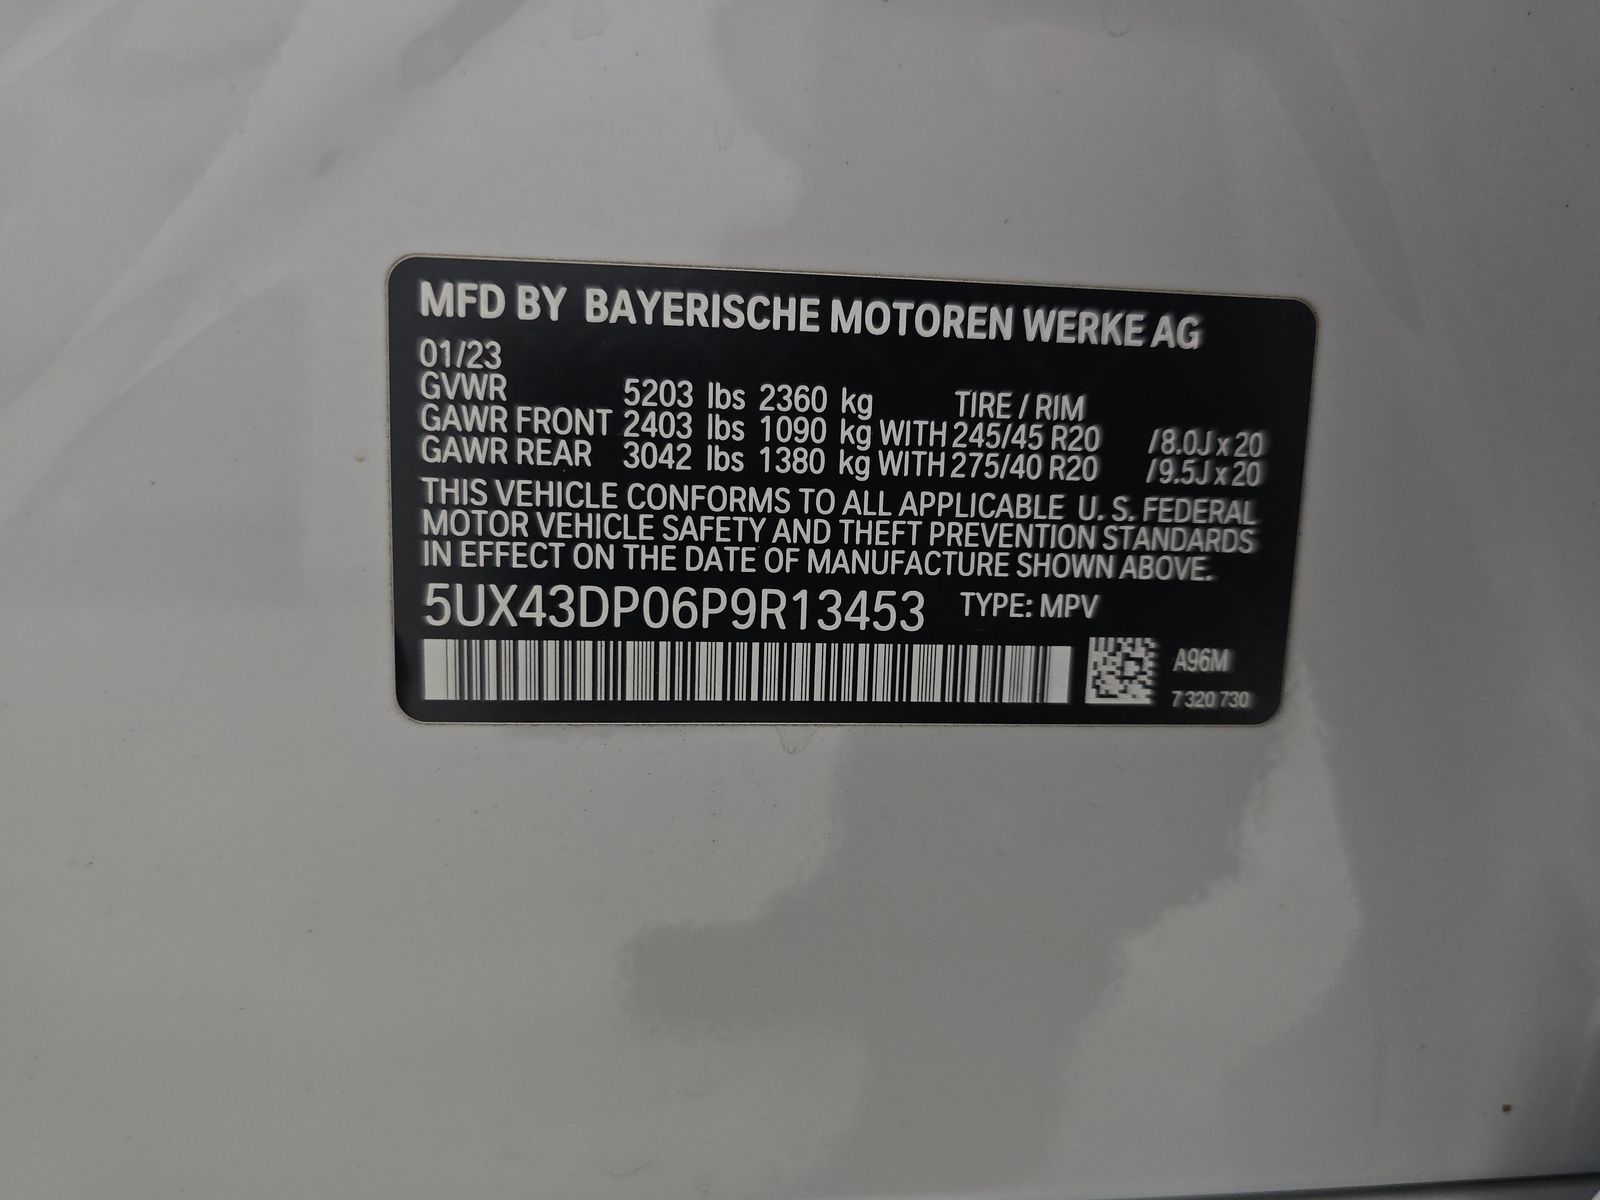 MFD BY BAYERISCHE MOTOREN WERKE AG
01/23
GVWR 5203 lbs 2360 kg TIRE / RIM
GAWR FRONT 2403 lbs 1090 kg WITH 245/45 R20 /8.0J x 20
GAWR REAR 3042 lbs 1380 kg WITH 275/40 R20 /9.5J x 20
THIS VEHICLE CONFORMS TO ALL APPLICABLE U. S. FEDERAL
MOTOR VEHICLE SAFETY AND THEFT PREVENTION STANDARDS
IN EFFECT ON THE DATE OF MANUFACTURE SHOWN ABOVE.
5UX43DP06P9R13453 TYPE: MPV
A96M
7 320 730